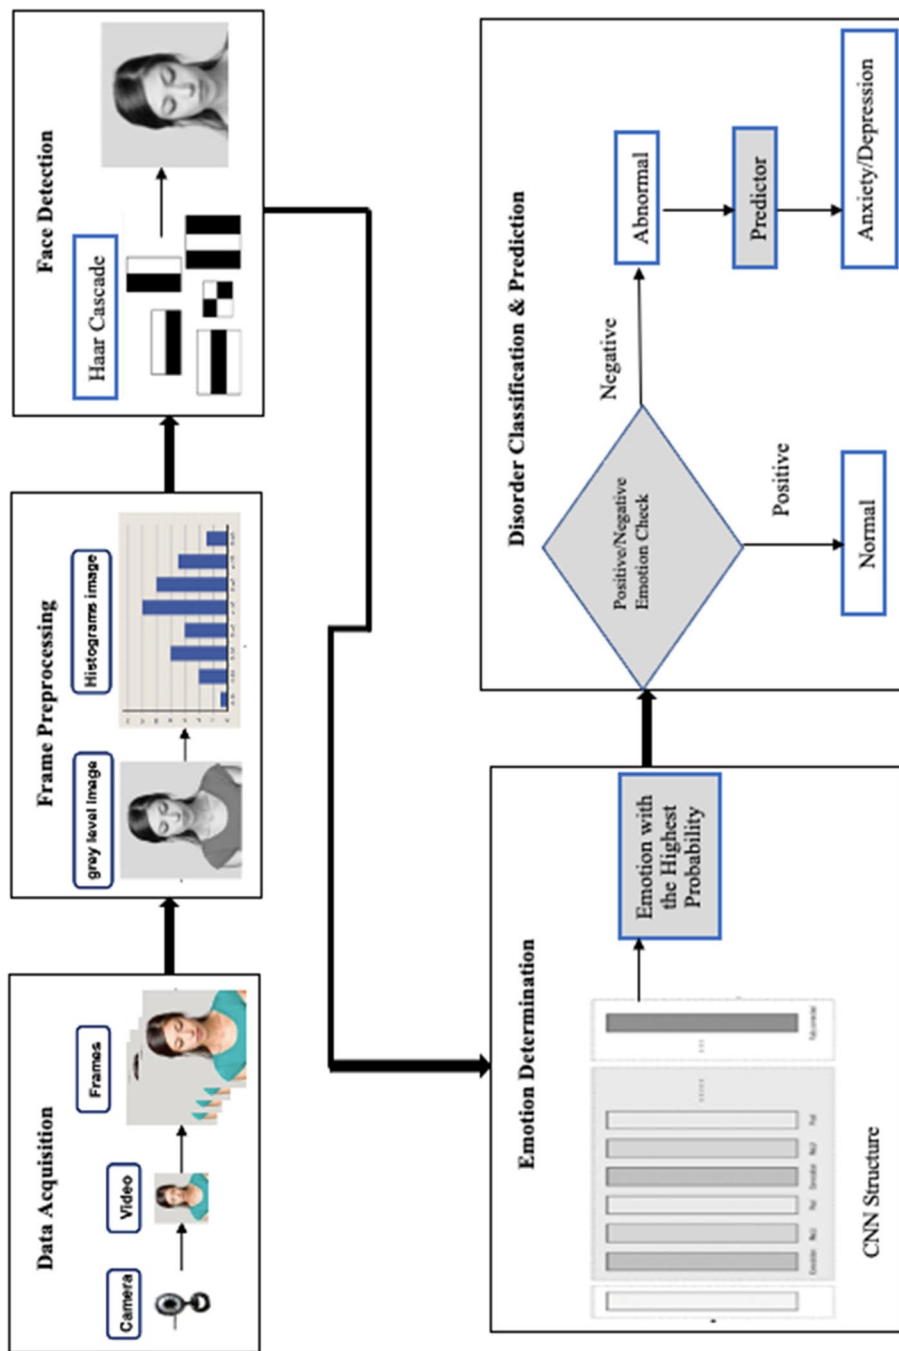 Data Acquisition
Camera
Video
Frames
Frame Preprocessing
grey level image
Histograms image
Face Detection
Haar Cascade
Emotion Determination
CNN Structure
Emotion with
the Highest
Probability
Disorder Classification & Prediction
Positive/Negative
Emotion Check
Negative
Positive
Normal
Abnormal
Predictor
Anxiety/Depression